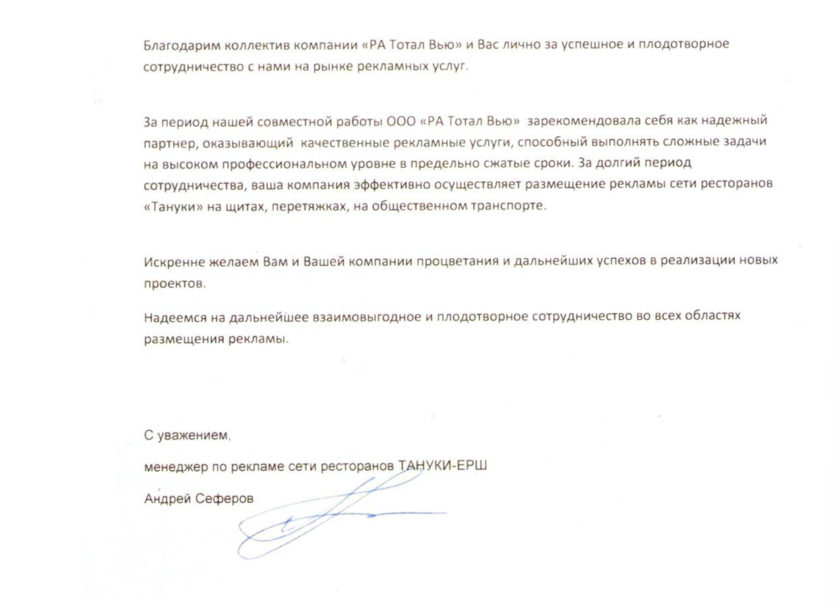 Благодарим коллектив компании «РА Тотал Вью» и Вас лично за успешное и плодотворное
сотрудничество с нами на рынке рекламных услуг.
За период нашей совместной работы ООО «РА Тотал Вью» зарекомендовала себя как надежный
партнер, оказывающий качественные рекламные услуги, способный выполнять сложные задачи
на высоком профессиональном уровне в предельно сжатые сроки. За долгий период
сотрудничества, ваша компания эффективно осуществляет размещение рекламы сети ресторанов
«Тануки» на щитах, перетяжках, на общественном транспорте.
Искренне желаем Вам и Вашей компании процветания и дальнейших успехов в реализации новых
проектов.
Надеемся на дальнейшее взаимовыгодное и плодотворное сотрудничество во всех областях
размещения рекламы.
С уважением,
менеджер по рекламе сети ресторанов ТАНУКИ-ЕРШ
Андрей Сеферов